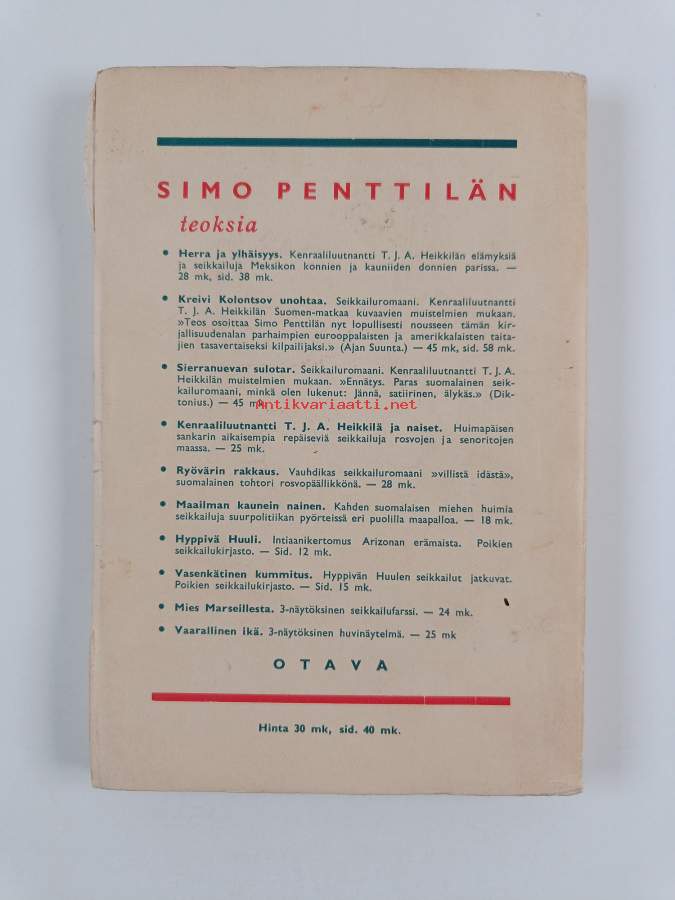 SIMO PENTTILÄN
teoksia
• Herra ja ylhäisyys. Kenraaliluutnantti T. J. A. Heikkilän elämyksiä
ja seikkailuja Meksikon konnien ja kauniiden donnien parissa. —
28 mk, sid. 38 mk.
• Kreivi Kolontsov unohtaa. Seikkailuromaani. Kenraaliluutnantti
T. J. A. Heikkilän Suomen-matkaa kuvaavien muistelmien mukaan.
»Teos osoittaa Simo Penttilän nyt lopullisesti nousseen tämän kir-
jallisuudenalan parhaimpien eurooppalaisten ja amerikkalaisten taita-
jien tasavertaiseksi kilpailijaksi.» (Ajan Suunta.) — 45 mk, sid. 58 mk.
• Sierranuevan sulotar. Seikkailuromaani. Kenraaliluutnantti T. J. A.
Heikkilän muistelmien mukaan. »Ennätys. Paras suomalainen seik-
kailuromaani, minkä olen lukenut: Jännä, satiirinen, älykäs.» (Dik-
tonius.) — 45 mk.
Antikvariaatti.net
• Kenraaliluutnantti T. J. A. Heikkilä ja naiset. Huimapäisen
sankarin aikaisempia repäiseviä seikkailuja rosvojen ja senoritojen
maassa. — 25 mk.
• Ryövärin rakkaus. Vauhdikas seikkailuromaani »villistä idästä»,
suomalainen tohtori rosvopäällikkönä. — 28 mk.
• Maailman kaunein nainen. Kahden suomalaisen miehen huimia
seikkailuja suurpolitiikan pyörteissä eri puolilla maapalloa. — 18 mk.
• Hyppivä Huuli. Intiaanikertomus Arizonan erämaista. Poikien
seikkailukirjasto. — Sid. 12 mk.
• Vasenkätinen kummitus. Hyppivän Huulen seikkailut jatkuvat.
Poikien seikkailukirjasto. — Sid. 15 mk.
• Mies Marseillesta. 3-näytöksinen seikkailufarssi. — 24 mk.
• Vaarallinen ikä. 3-näytöksinen huvinäytelmä. — 25 mk
OTAVA
Hinta 30 mk, sid. 40 mk.